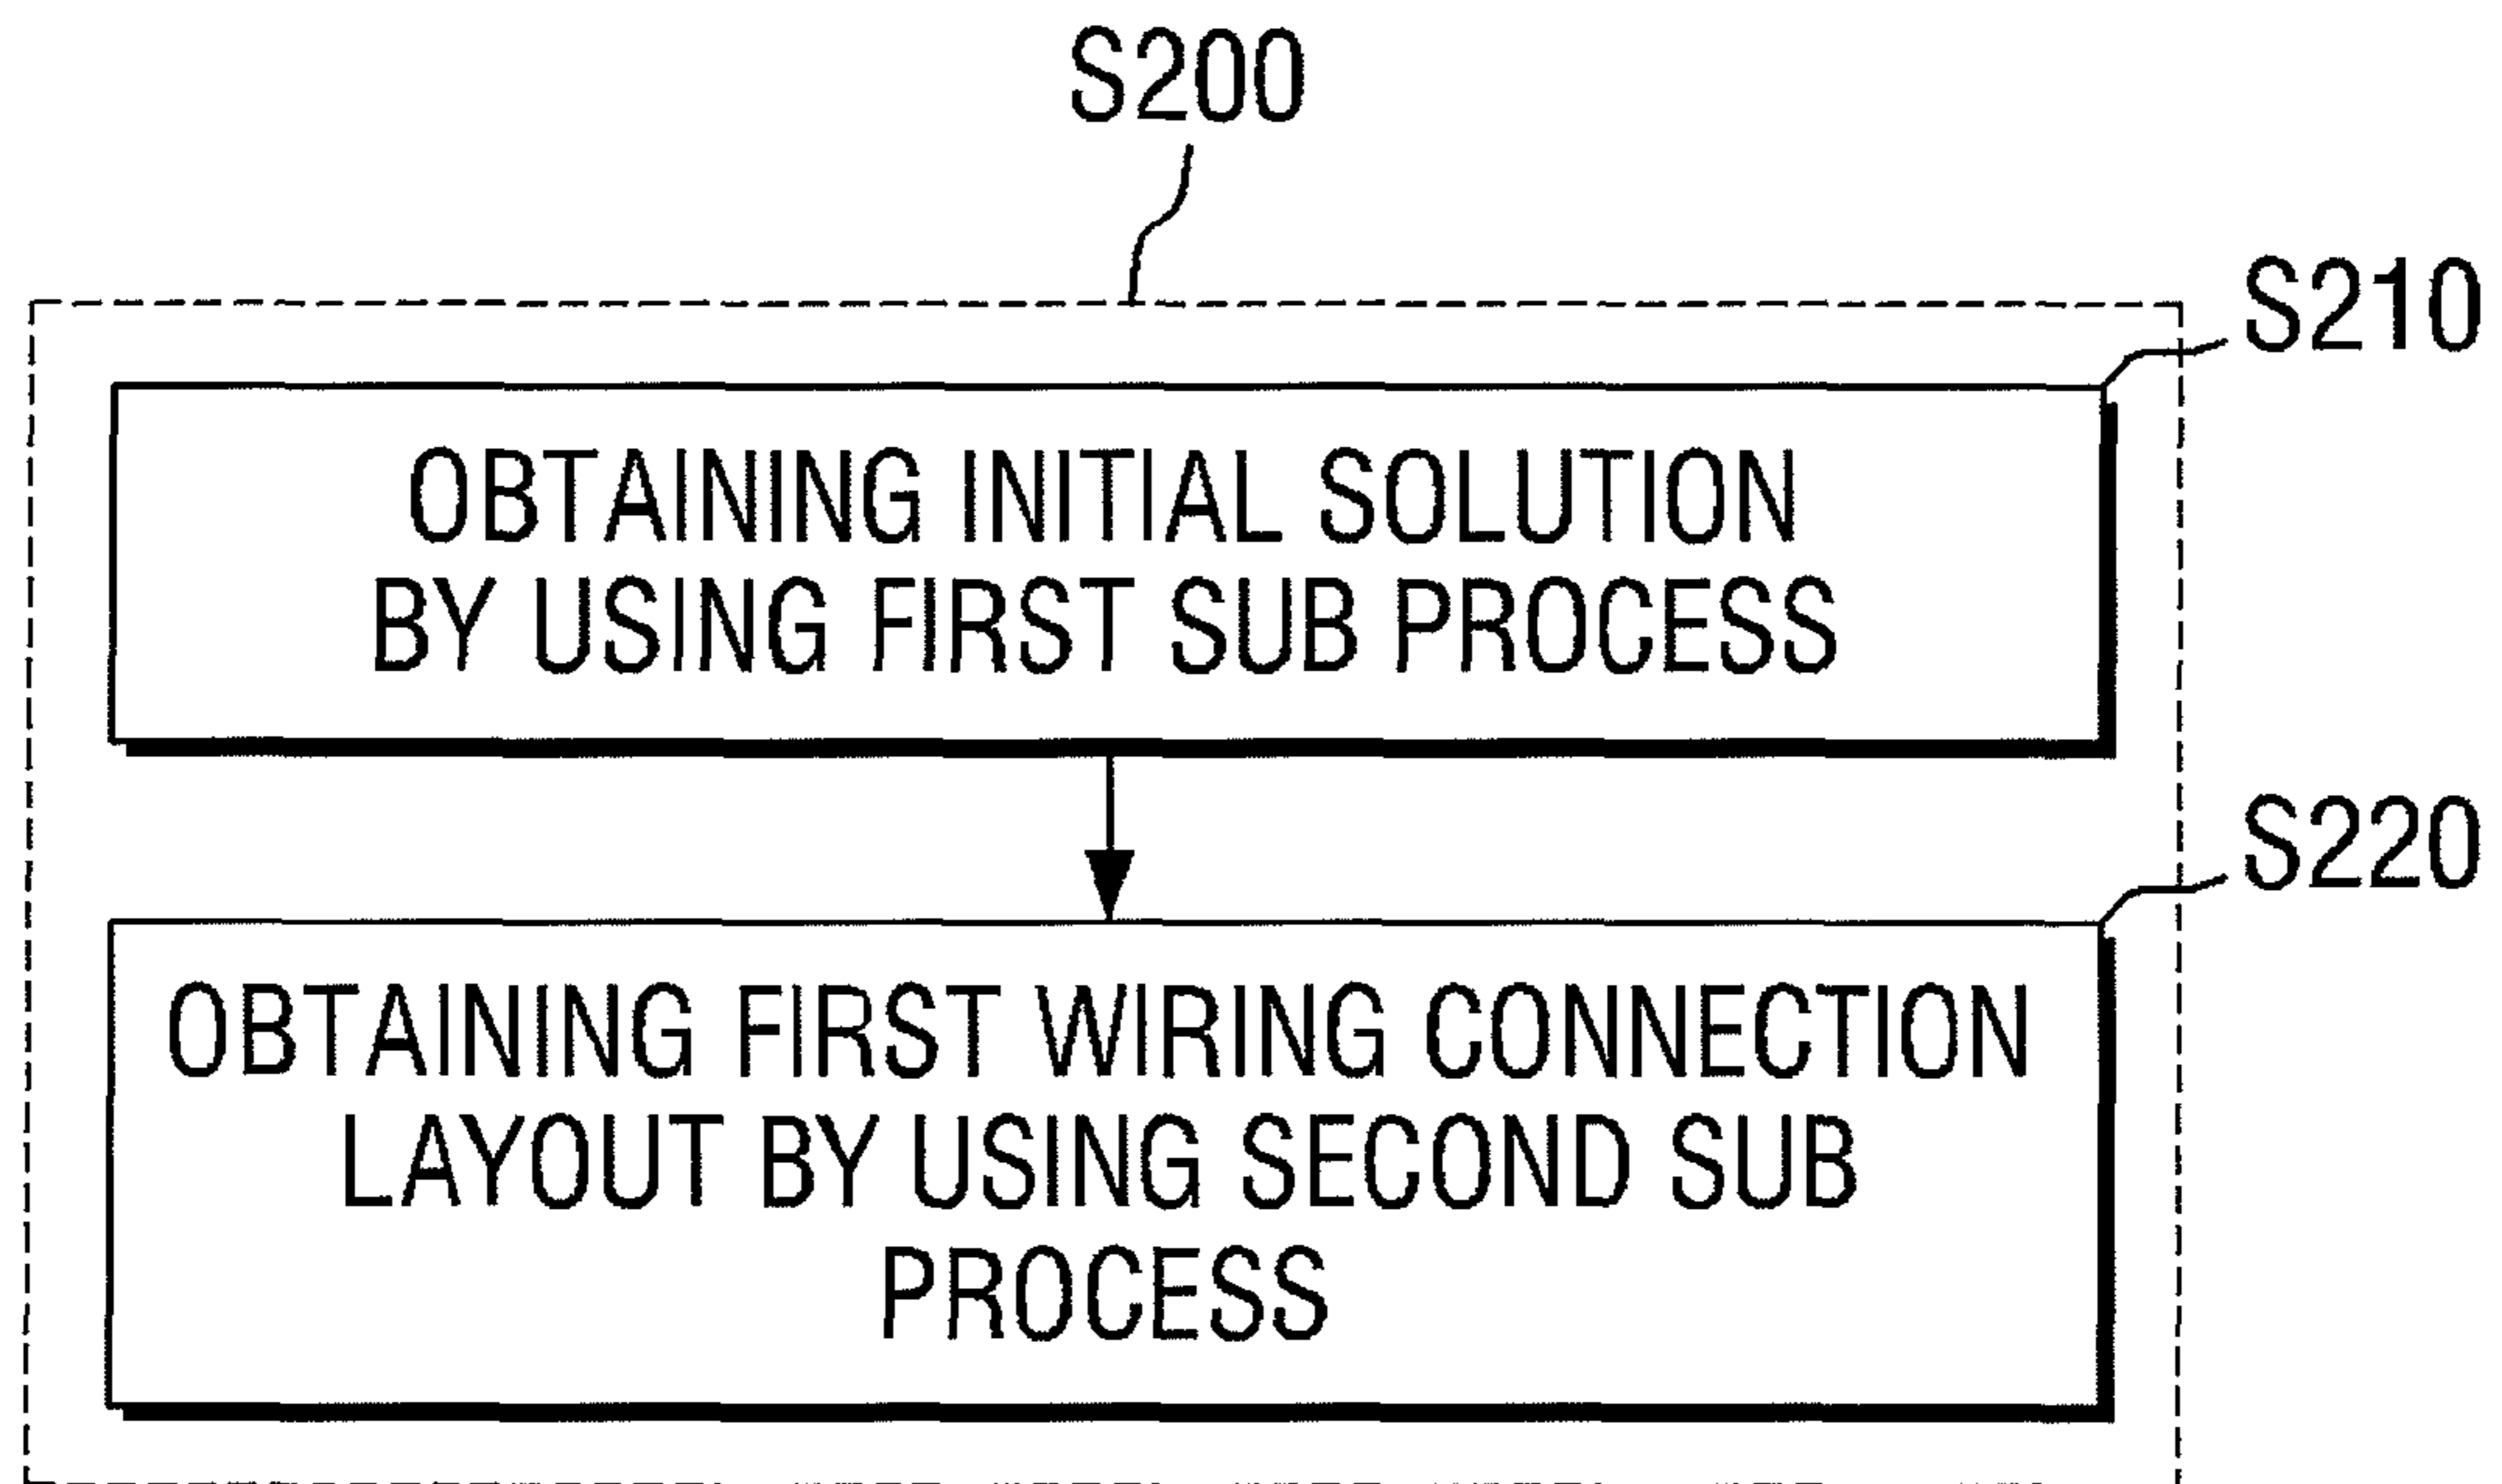 S200
S210
OBTAINING INITIAL SOLUTION
BY USING FIRST SUB PROCESS
S220
OBTAINING FIRST WIRING CONNECTION
LAYOUT BY USING SECOND SUB
PROCESS